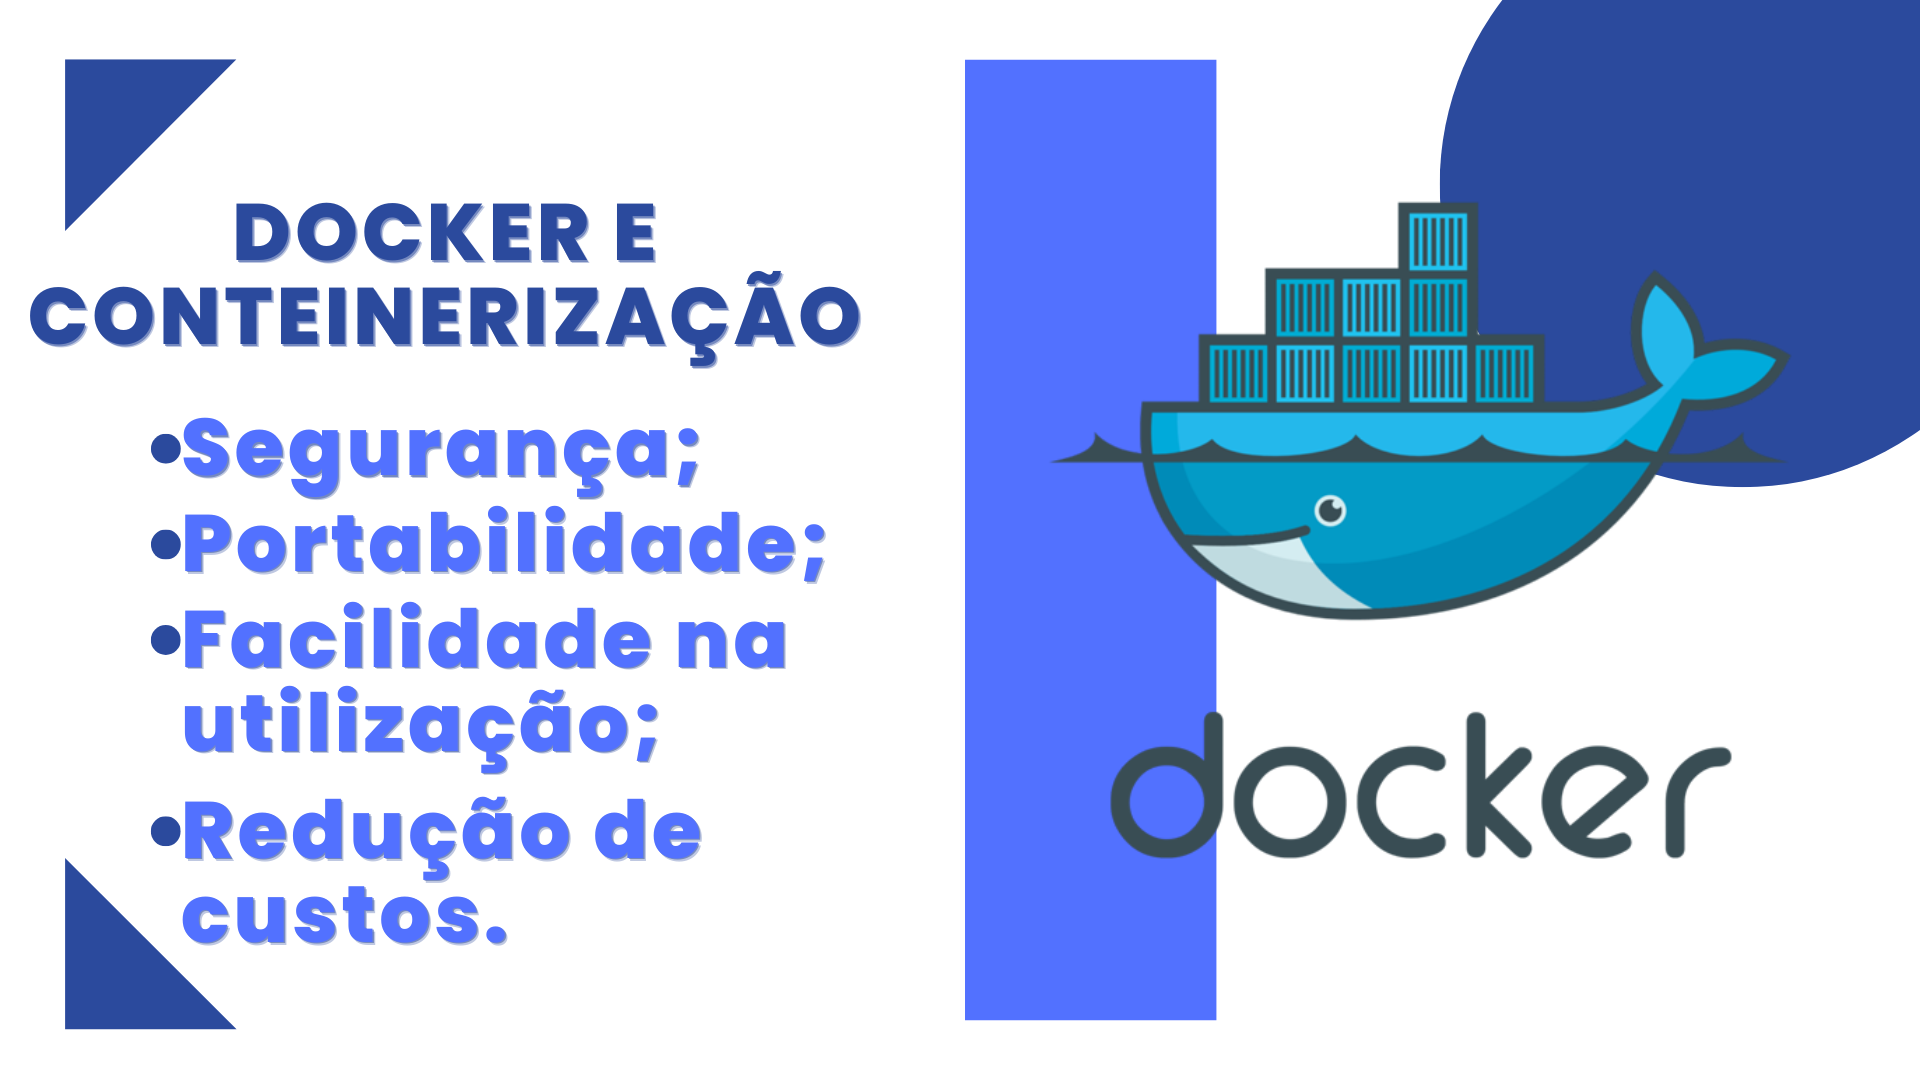 DOCKER E
CONTEINERIZAÇÃO
•Segurança;
•Portabilidade;
•Facilidade na
utilização;
•Redução de
custos.
docker